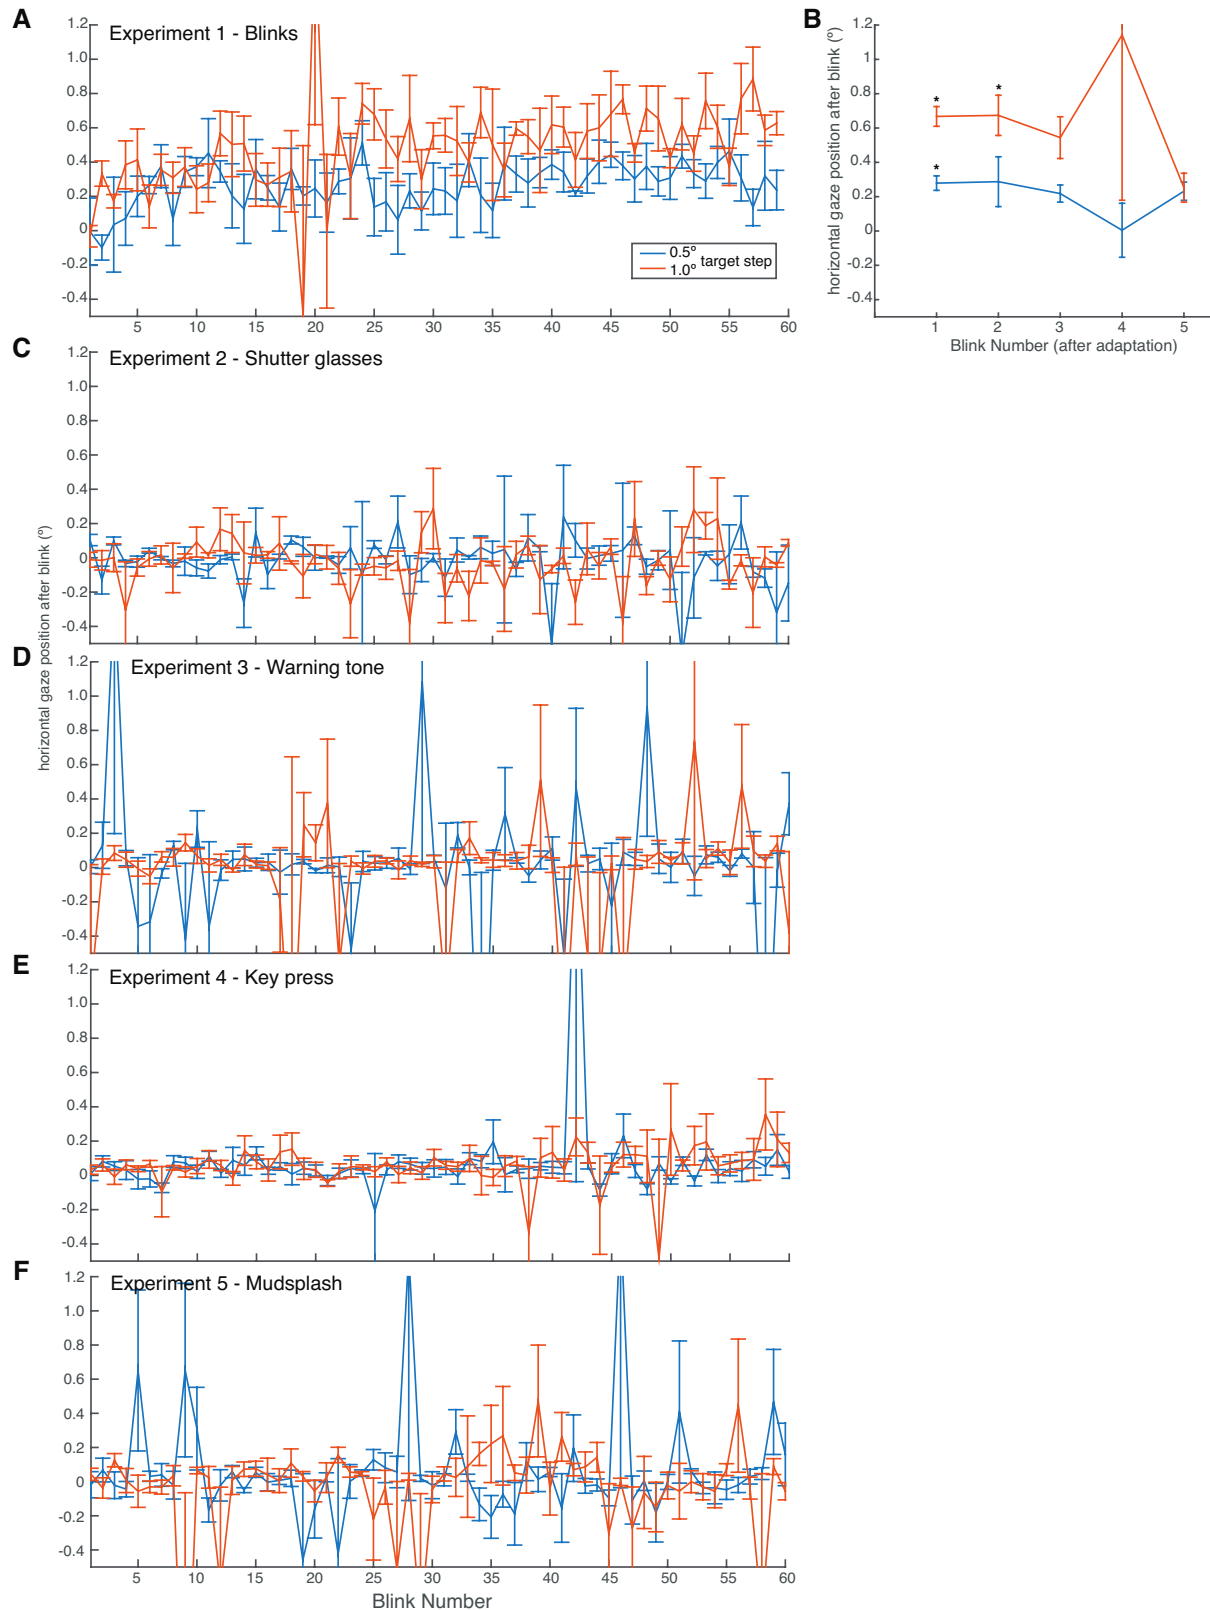 A
Experiment 1 - Blinks
1.2
1.0
0.8
0.6
0.4
0.2
0
-0.2
-0.4
0.5º
1.0º
target step
5 10 15 20 25 30 35 40 45 50 55 60
B
horizontal gaze position after blink (º)
1.2
1.0
0.8
0.6
0.4
0.2
0
-0.2
-0.4
* *
*
1 2 3 4 5
Blink Number (after adaptation)
C
Experiment 2 - Shutter glasses
1.2
1.0
0.8
0.6
0.4
0.2
0
-0.2
-0.4
horizontal gaze position after blink (º)
D
Experiment 3 - Warning tone
1.2
1.0
0.8
0.6
0.4
0.2
0
-0.2
-0.4
E
Experiment 4 - Key press
1.2
1.0
0.8
0.6
0.4
0.2
0
-0.2
-0.4
F
Experiment 5 - Mudsplash
1.2
1.0
0.8
0.6
0.4
0.2
0
-0.2
-0.4
5 10 15 20 25 30 35 40 45 50 55 60
Blink Number